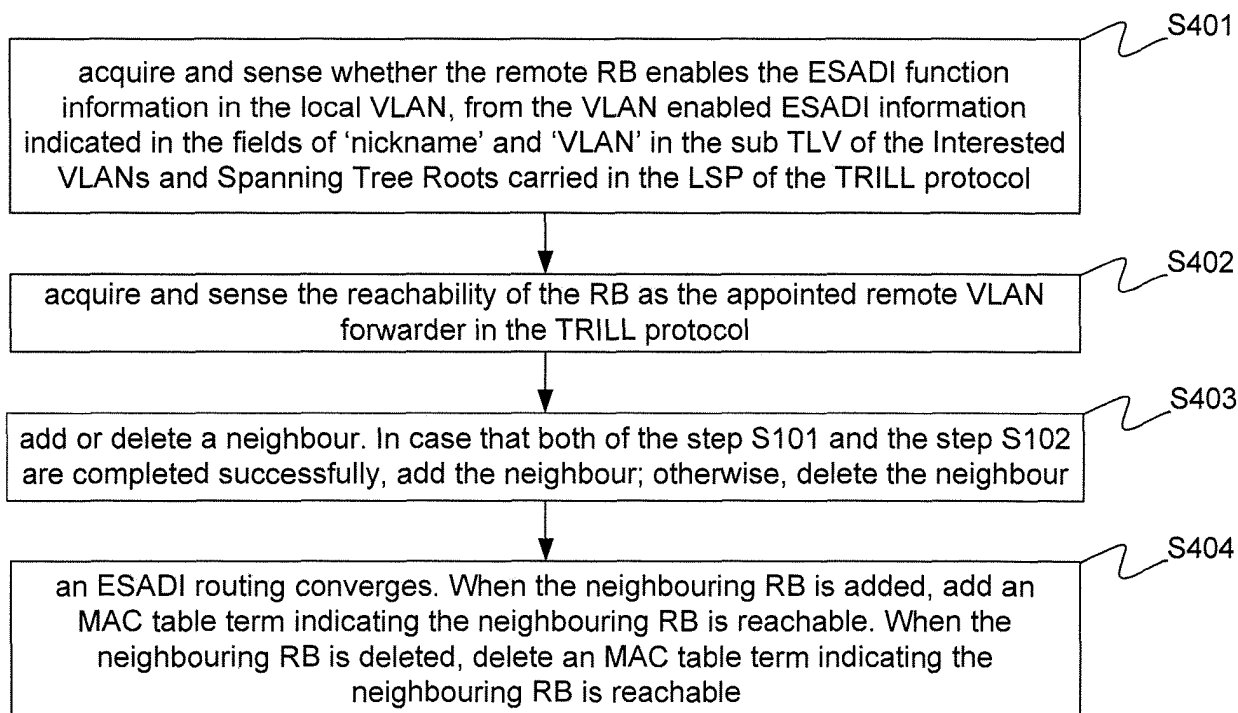 S401
acquire and sense whether the remote RB enables the ESADI function
information in the local VLAN, from the VLAN enabled ESADI information
indicated in the fields of ‘nickname’ and ‘VLAN’ in the sub TLV of the Interested
VLANs and Spanning Tree Roots carried in the LSP of the TRILL protocol
S402
acquire and sense the reachability of the RB as the appointed remote VLAN
forwarder in the TRILL protocol
S403
add or delete a neighbour. In case that both of the step S101 and the step S102
are completed successfully, add the neighbour; otherwise, delete the neighbour
S404
an ESADI routing converges. When the neighbouring RB is added, add an
MAC table term indicating the neighbouring RB is reachable. When the
neighbouring RB is deleted, delete an MAC table term indicating the
neighbouring RB is reachable